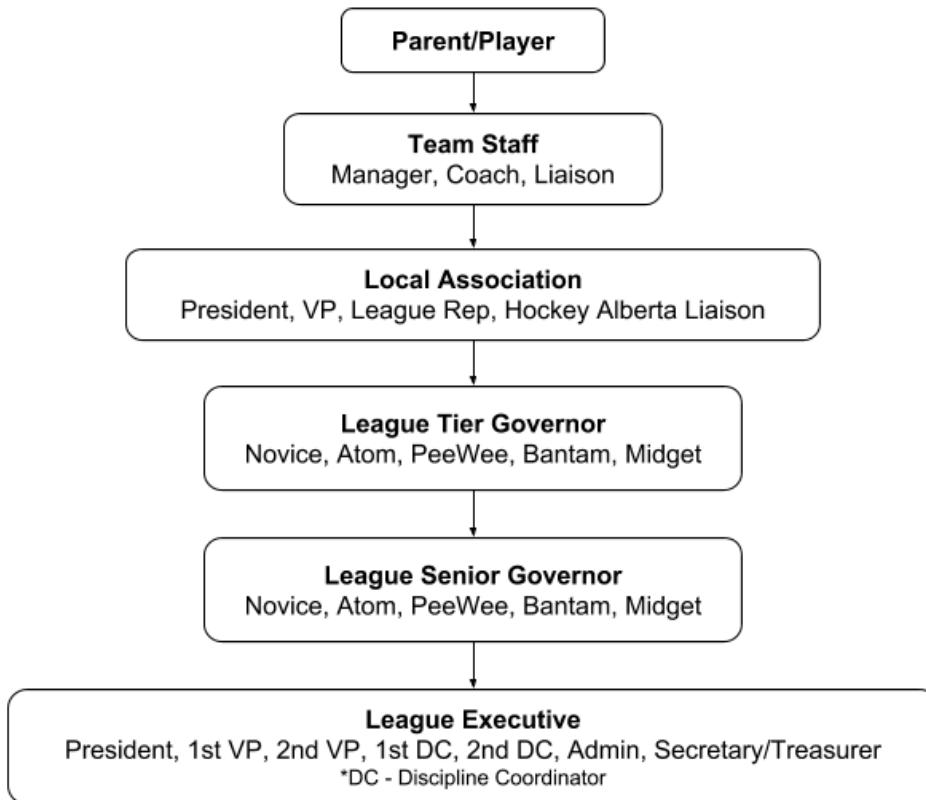 Parent/Player
Team Staff
Manager, Coach, Liaison
Local Association
President, VP, League Rep, Hockey Alberta Liaison
League Tier Governor
Novice, Atom, PeeWee, Bantam, Midget
League Senior Governor
Novice, Atom, PeeWee, Bantam, Midget
League Executive
President, 1st VP, 2nd VP, 1st DC, 2nd DC, Admin, Secretary/Treasurer
*DC - Discipline Coordinator